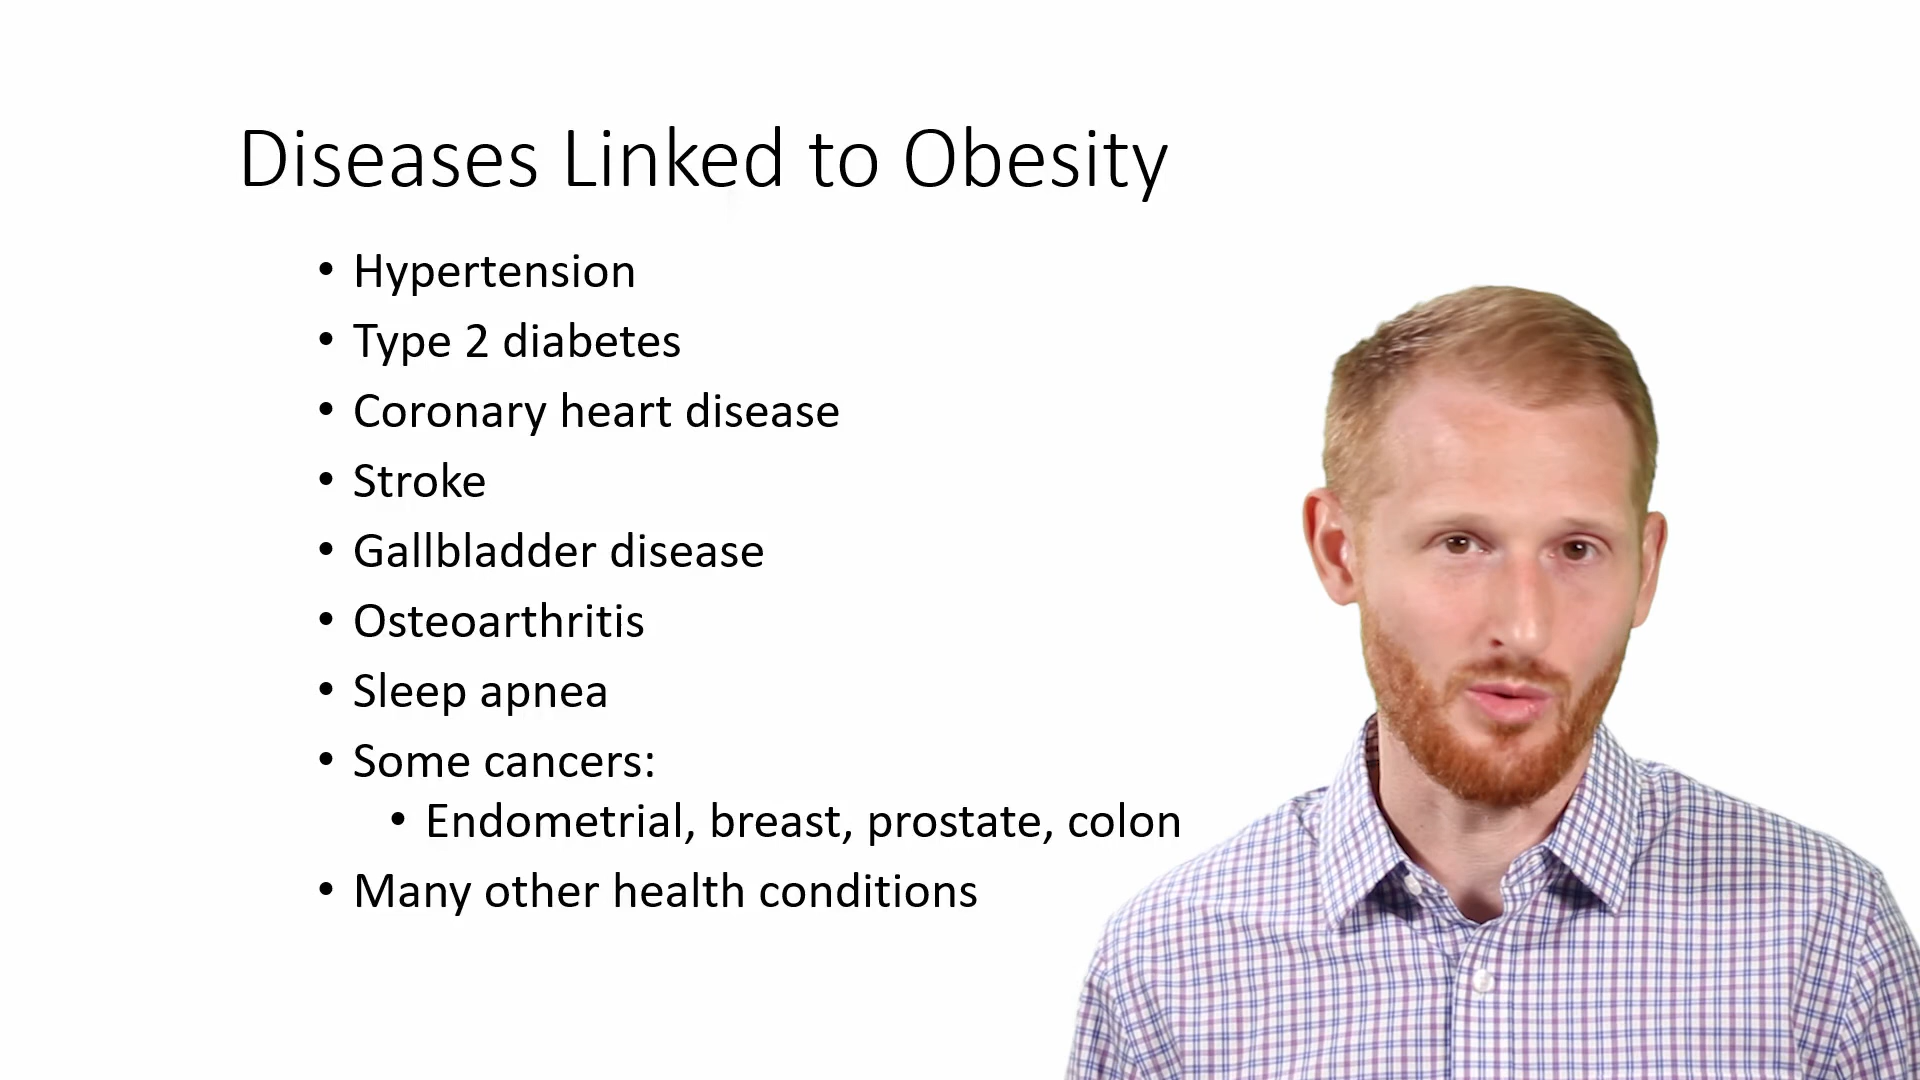 Diseases Linked to Obesity
• Hypertension
• Type 2 diabetes
• Coronary heart disease
• Stroke
• Gallbladder disease
• Osteoarthritis
• Sleep apnea
• Some cancers:
• Endometrial, breast, prostate, colon
• Many other health conditions